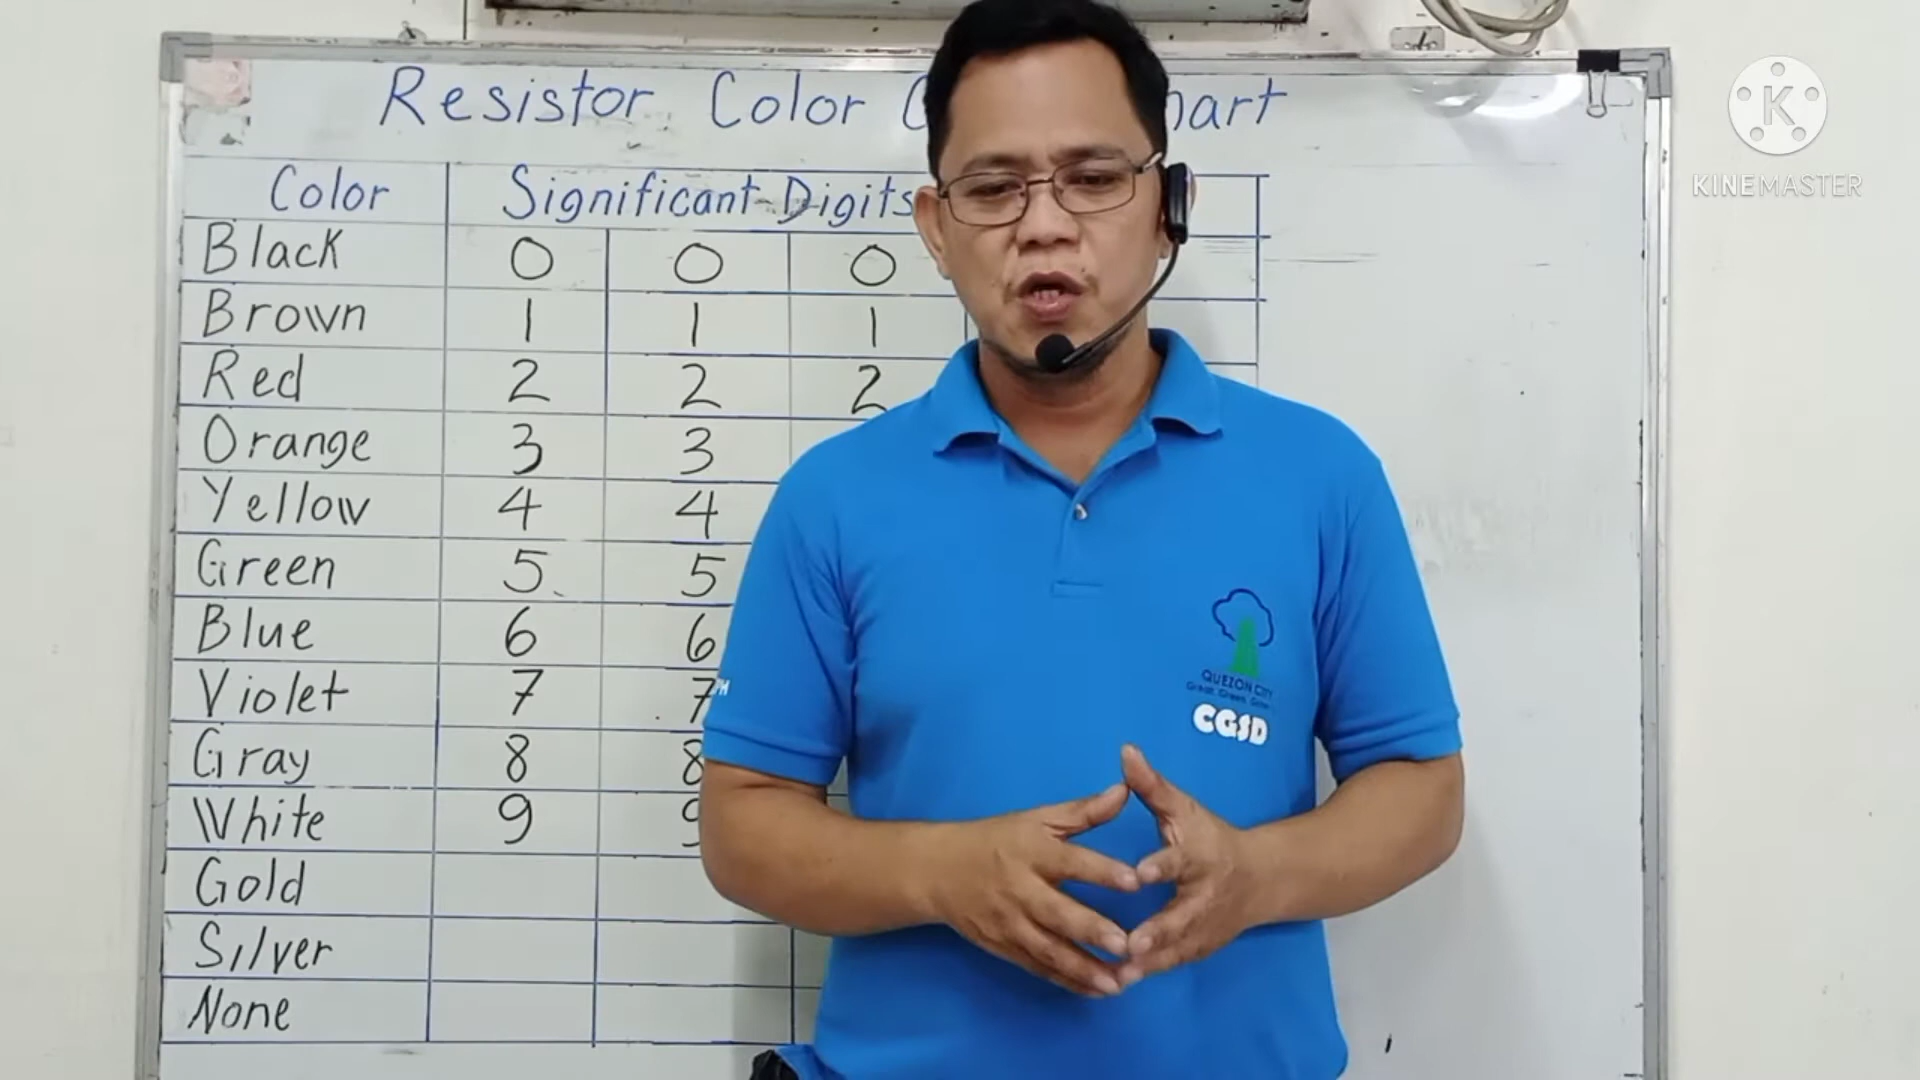 Resistor Color
Color Significant Digits
Black 0 0 0
Brown 1 1 1
Red 2 2 2
Orange 3 3
Yellow 4 4
Green 5 5
Blue 6 6
Violet 7 7
Gray 8 8
White 9 9
Gold
Silver
None
K
KINEMASTER
QUEZON CITY
CGSD